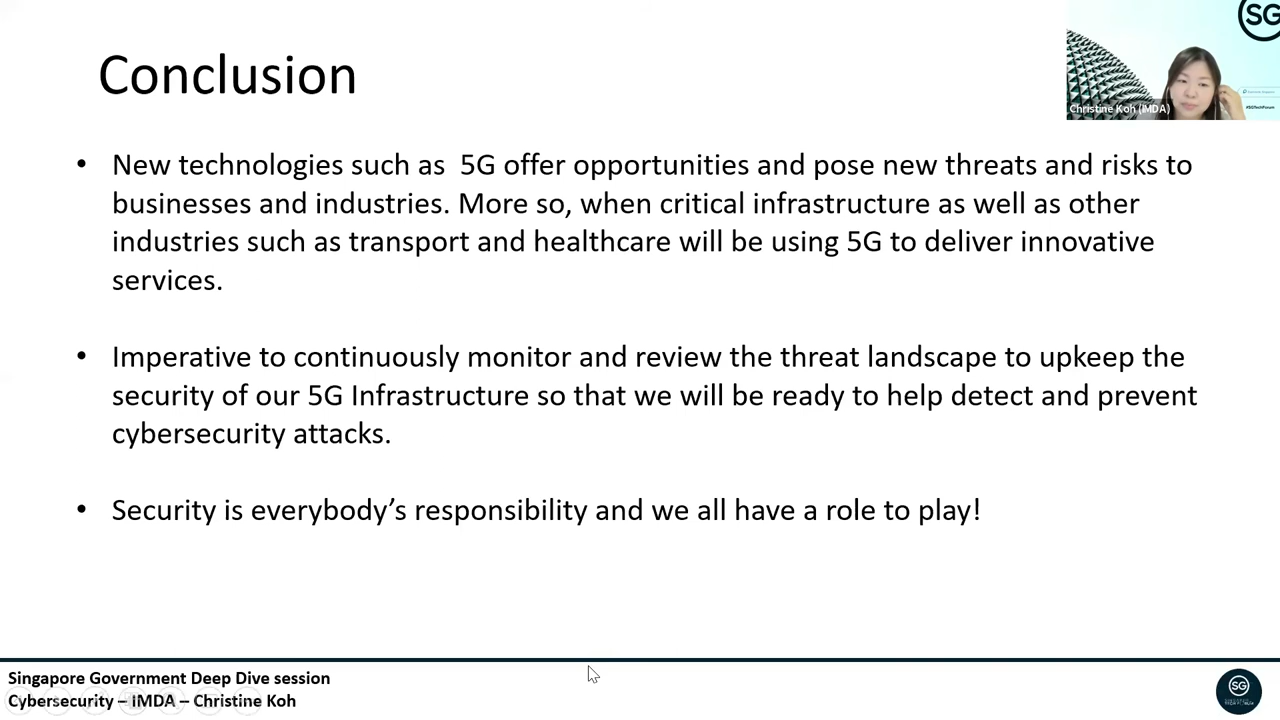 SG
Conclusion
Christine Koh (IMDA)
#SGTechForum
• New technologies such as  5G offer opportunities and pose new threats and risks to
businesses and industries. More so, when critical infrastructure as well as other
industries such as transport and healthcare will be using 5G to deliver innovative
services.
• Imperative to continuously monitor and review the threat landscape to upkeep the
security of our 5G Infrastructure so that we will be ready to help detect and prevent
cybersecurity attacks.
• Security is everybody’s responsibility and we all have a role to play!
Singapore Government Deep Dive session
Cybersecurity – IMDA – Christine Koh
SG